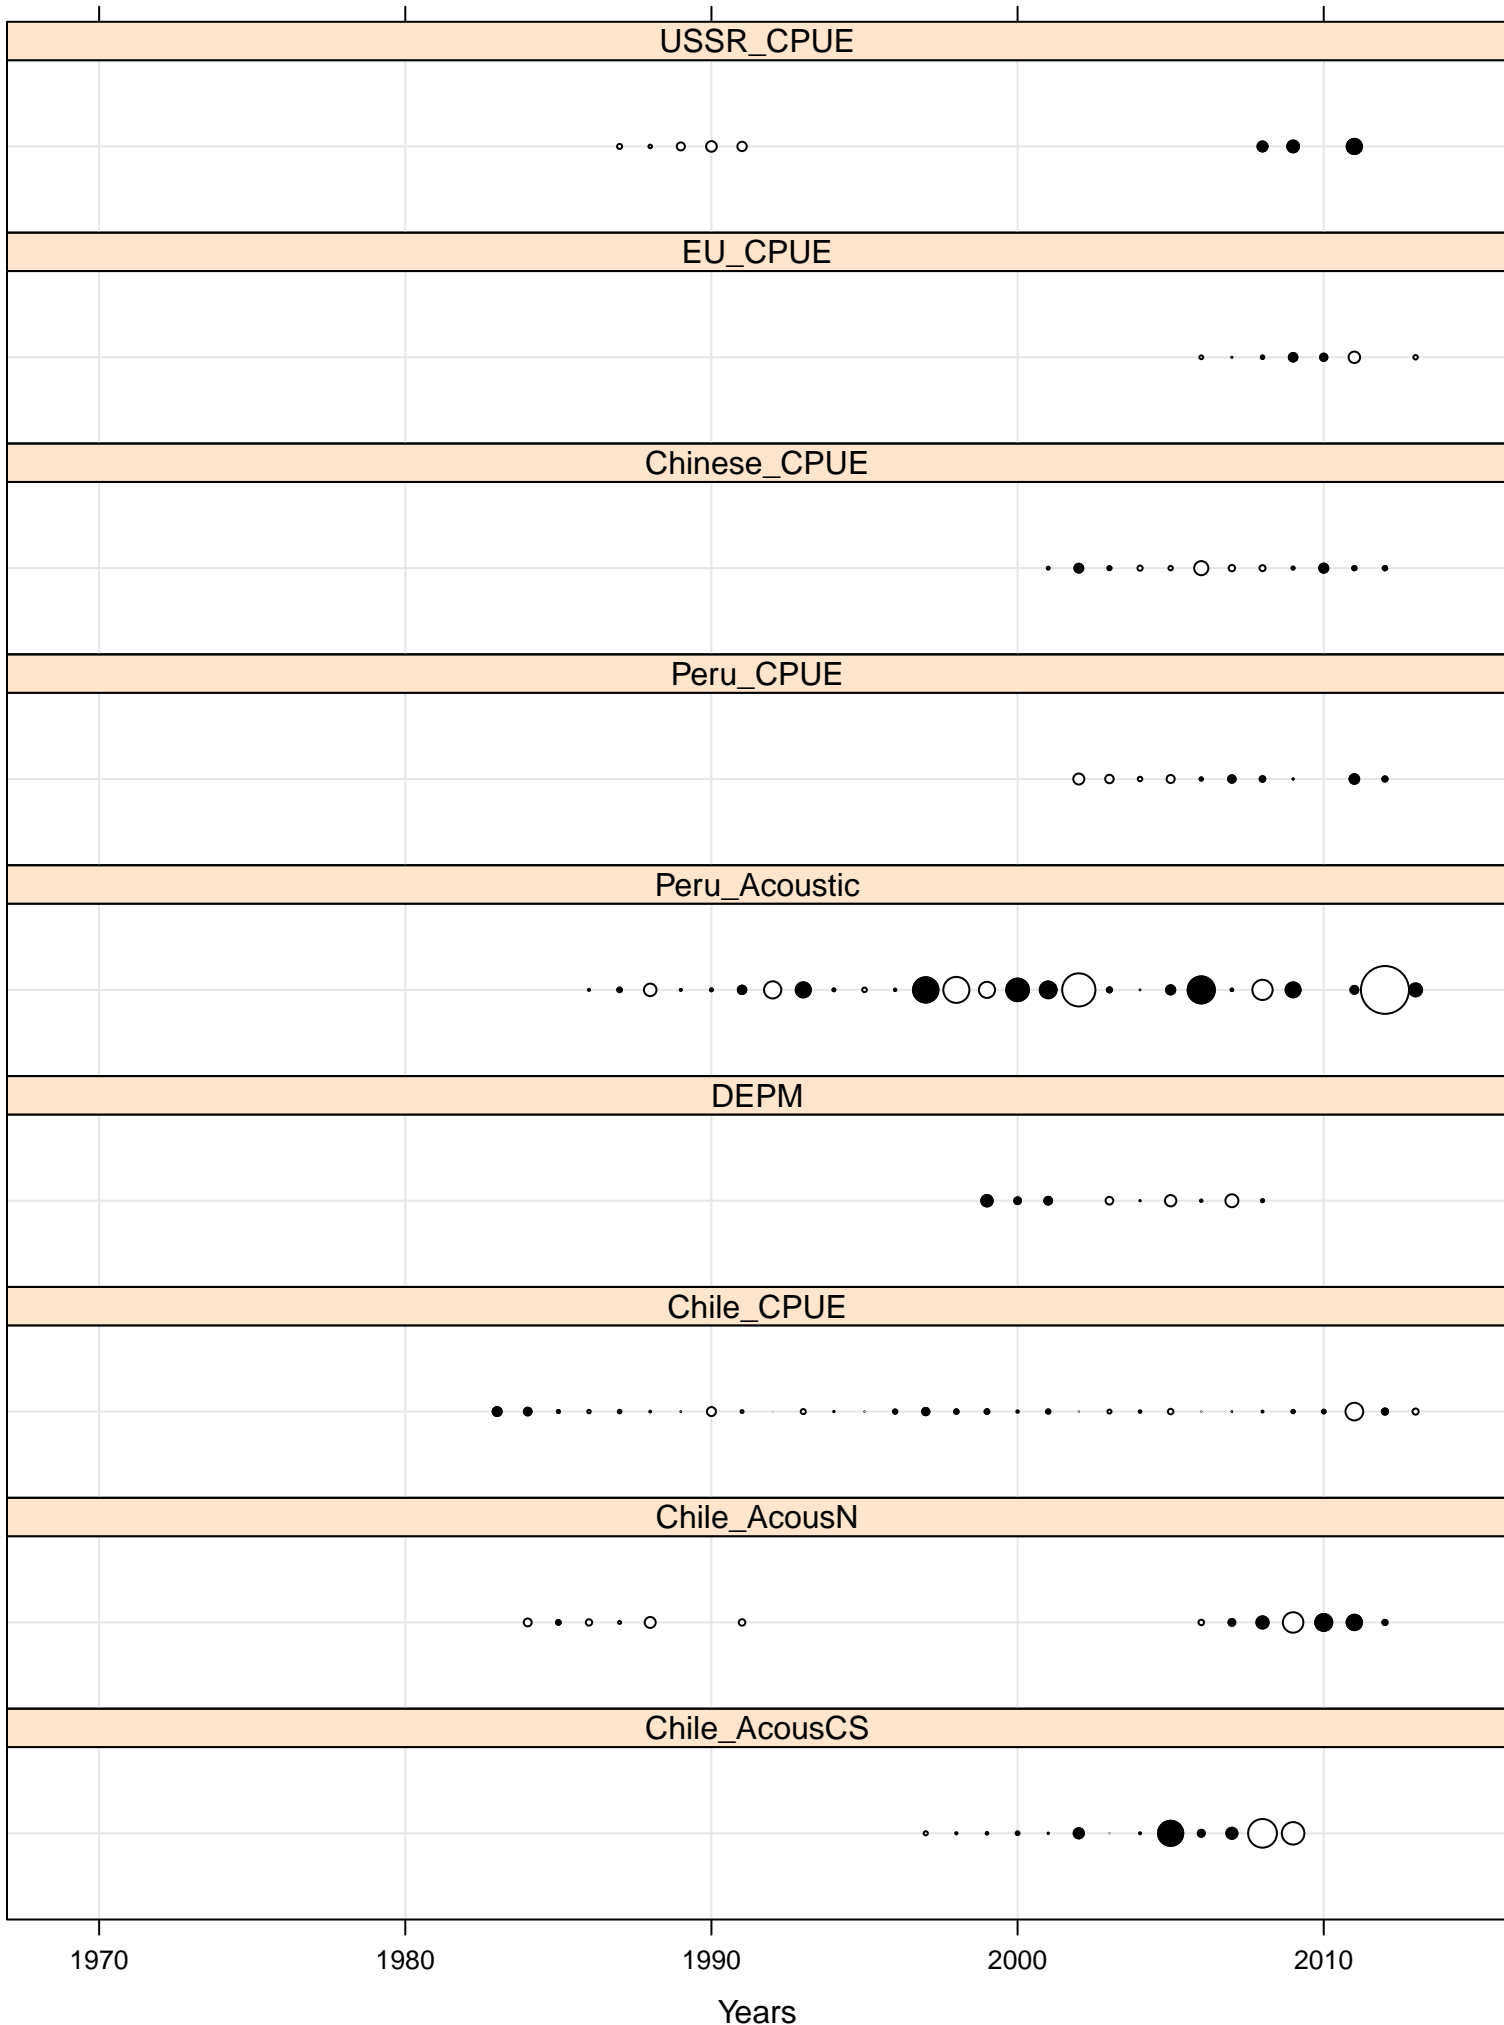 USSR_CPUE
EU_CPUE
Chinese_CPUE
Peru_CPUE
Peru_Acoustic
DEPM
Chile_CPUE
Chile_AcousN
Chile_AcousCS
1970 1980 1990 2000 2010
Years